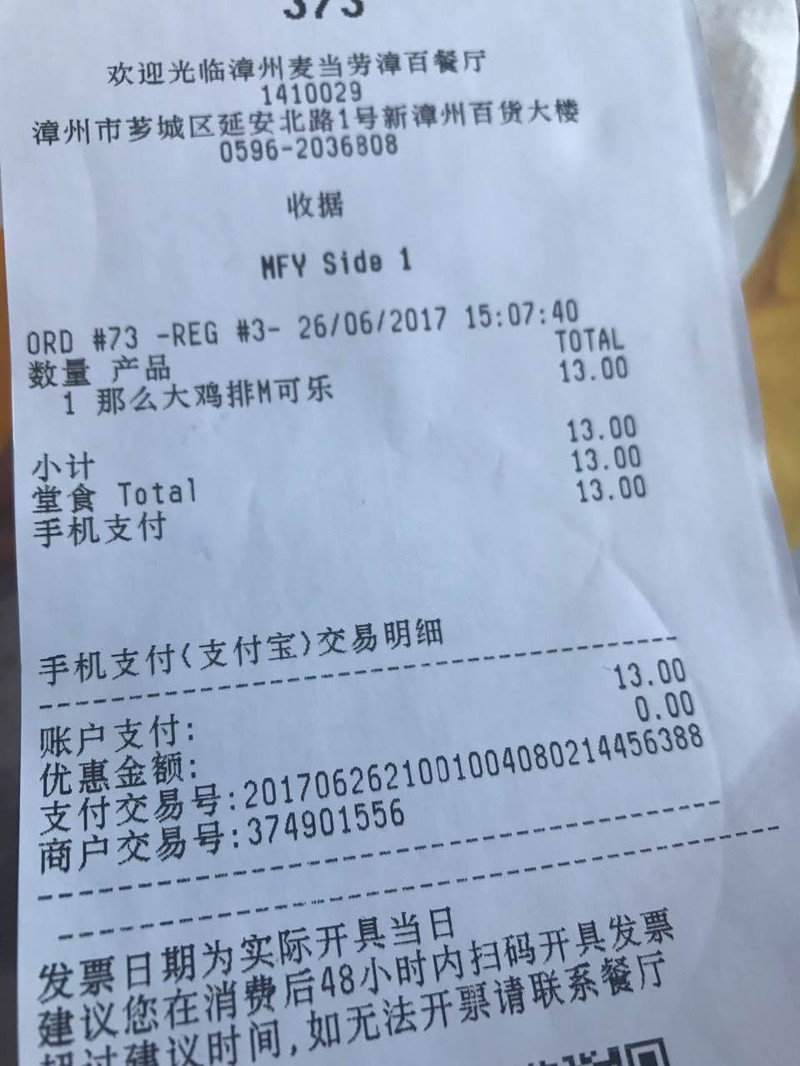 373
欢迎光临漳州麦当劳漳百餐厅
1410029
漳州市芗城区延安北路1号新漳州百货大楼
0596-2036808
收据
MFY Side 1
ORD #73 -REG #3- 26/06/2017 15:07:40
数量 产品 TOTAL
1 那么大鸡排M可乐 13.00
小计 13.00
堂食 Total 13.00
手机支付 13.00
手机支付(支付宝)交易明细
账户支付: 13.00
优惠金额: 0.00
支付交易号:2017062621001004080214456388
商户交易号:374901556
发票日期为实际开具当日
建议您在消费后48小时内扫码开具发票
超过建议时间,如无法开票请联系餐厅